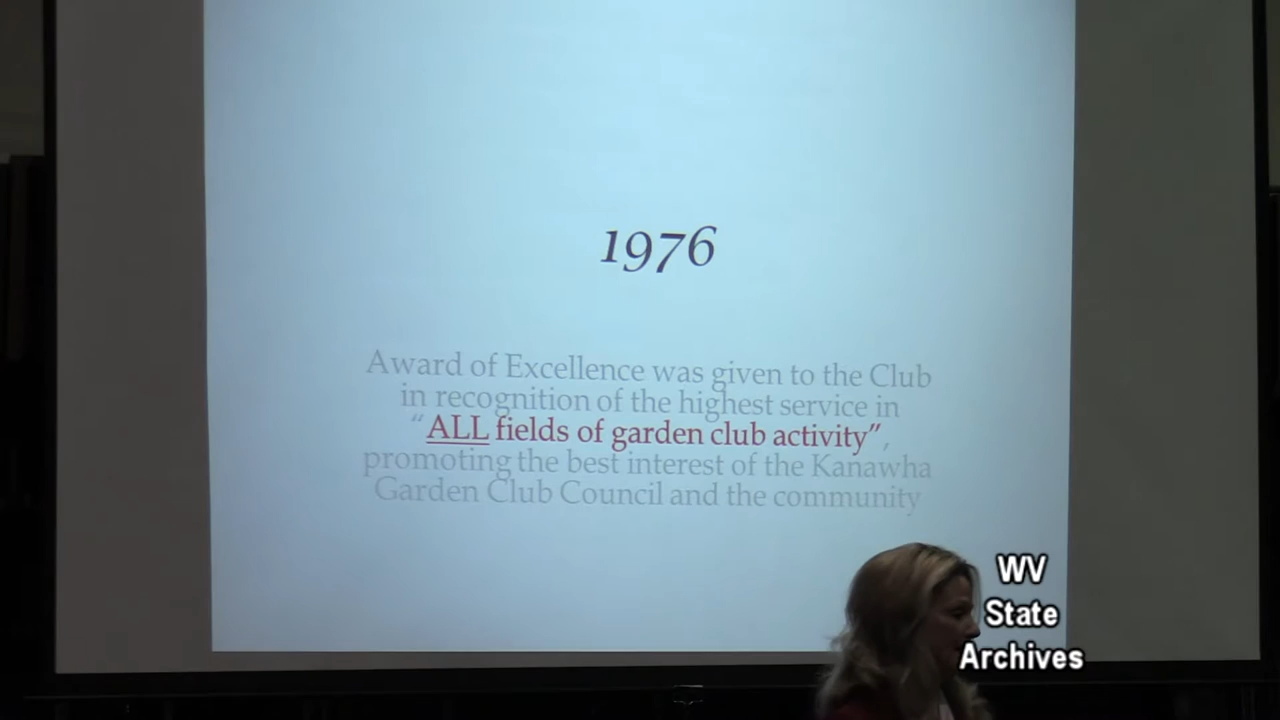 1976
Award of Excellence was given to the Club
in recognition of the highest service in
“ALL fields of garden club activity”,
promoting the best interest of the Kanawha
Garden Club Council and the community
WV
State
Archives